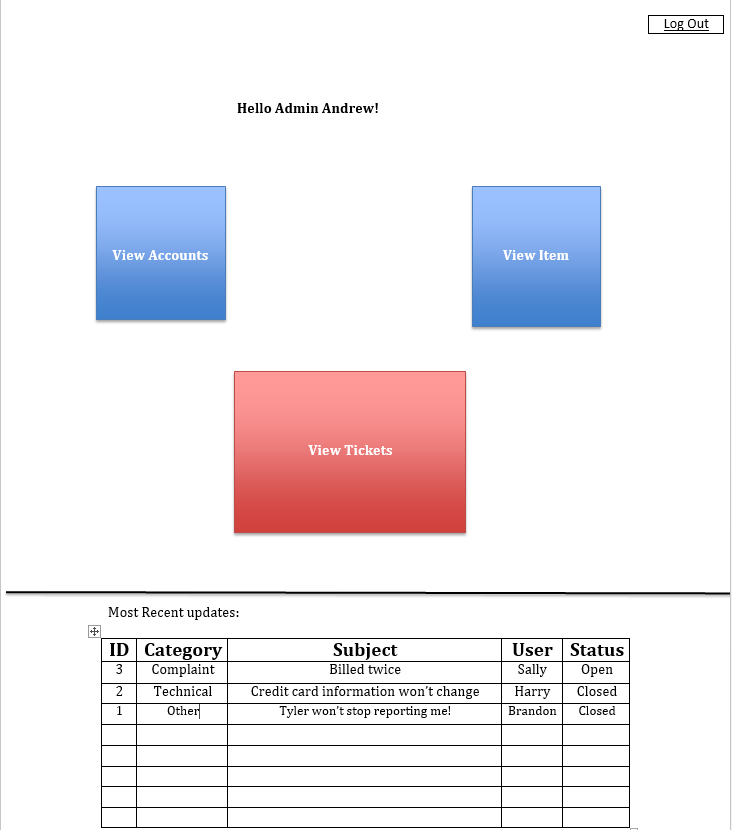 Log Out
Hello Admin Andrew!
View Accounts
View Item
View Tickets
Most Recent updates:
ID Category Subject User Status
3 Complaint Billed twice Sally Open
2 Technical Credit card information won't change Harry Closed
1 Other Tyler won't stop reporting me! Brandon Closed